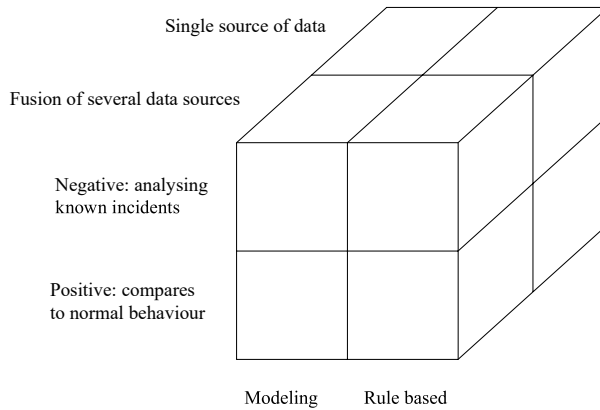 Single source of data
Fusion of several data sources
Negative: analysing
known incidents
Positive: compares
to normal behaviour
Modeling
Rule based